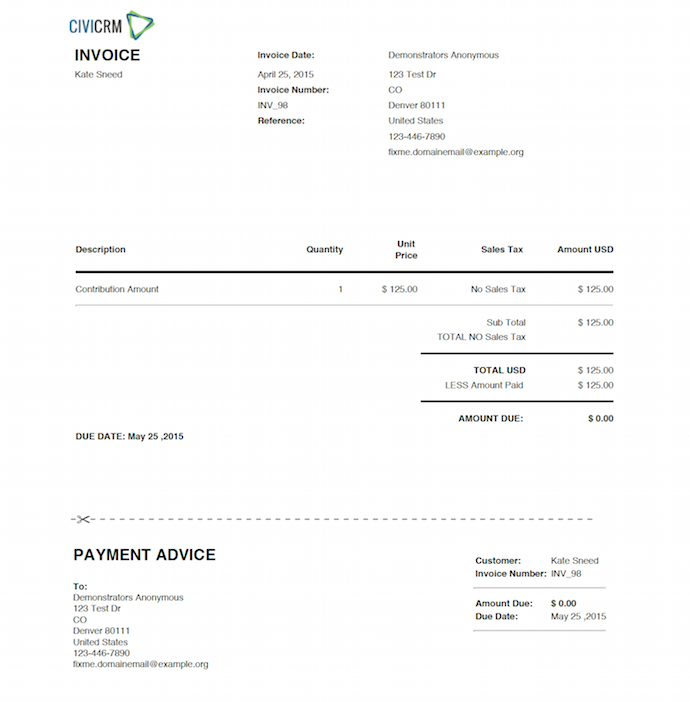 CIVICRM
INVOICE
Kate Sneed
Invoice Date:
April 25, 2015
Invoice Number:
INV_98
Reference:
Demonstrators Anonymous
123 Test Dr
CO
Denver 80111
United States
123-446-7890
fixme.domainemail@example.org
Description Quantity Unit Price Sales Tax Amount USD
Contribution Amount 1 $ 125.00 No Sales Tax $ 125.00
Sub Total $ 125.00
TOTAL NO Sales Tax
TOTAL USD $ 125.00
LESS Amount Paid $ 125.00
AMOUNT DUE: $ 0.00
DUE DATE: May 25 ,2015
PAYMENT ADVICE
To:
Demonstrators Anonymous
123 Test Dr
CO
Denver 80111
United States
123-446-7890
fixme.domainemail@example.org
Customer: Kate Sneed
Invoice Number: INV_98
Amount Due: $ 0.00
Due Date: May 25 ,2015